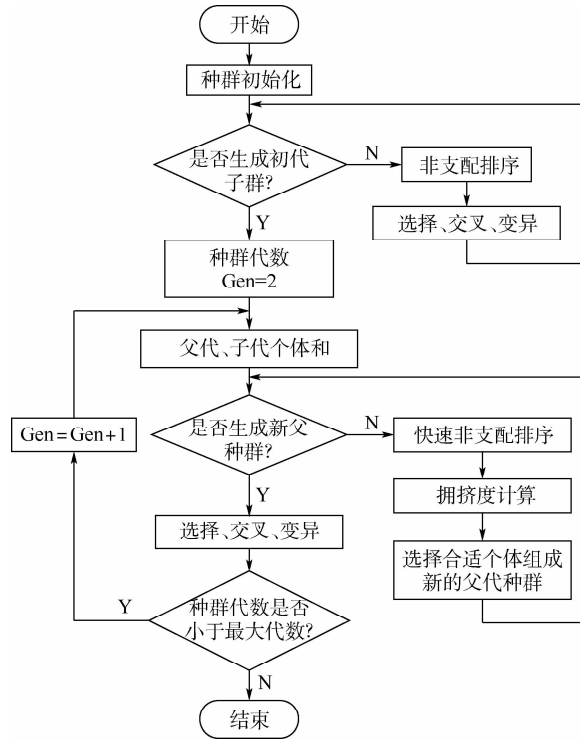 开始
种群初始化
是否生成初代
子群?
N
非支配排序
选择、交叉、变异
Y
种群代数
Gen=2
父代、子代个体和
Gen=Gen+1
是否生成新父
种群?
N
快速非支配排序
Y
拥挤度计算
选择、交叉、变异
选择合适个体组成
新的父代种群
Y
种群代数是否
小于最大代数?
N
结束